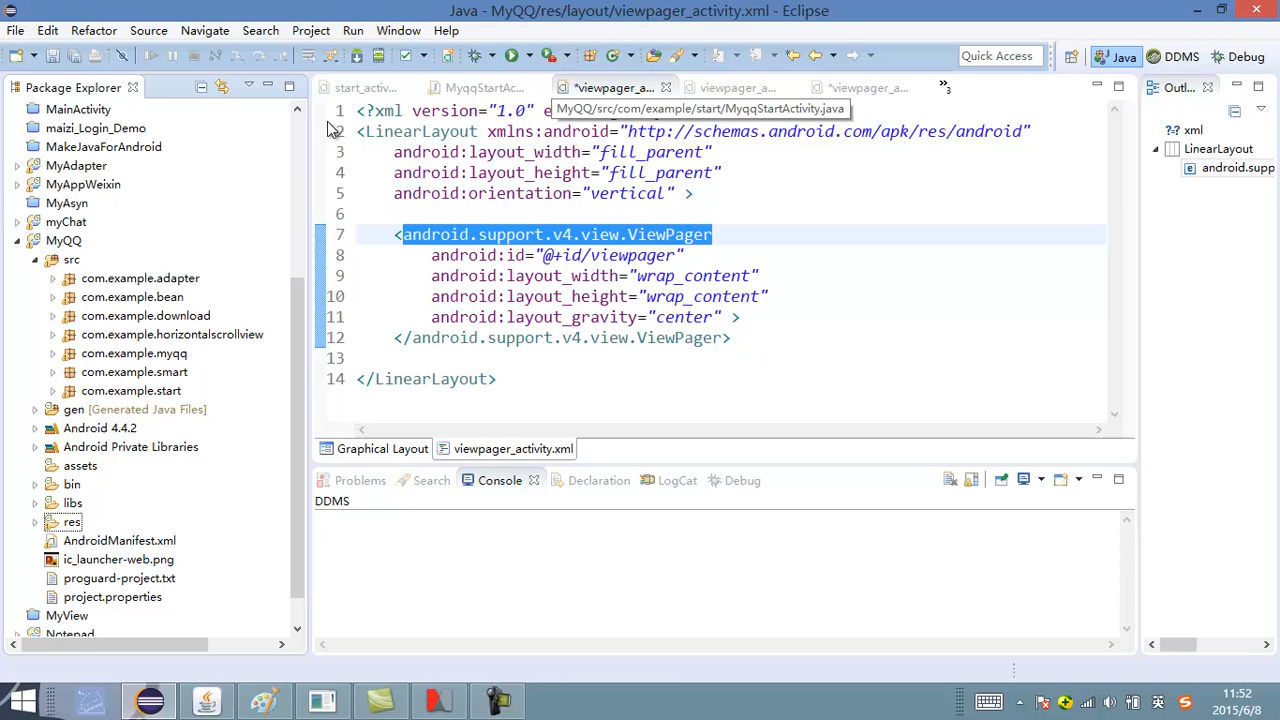 Java - MyQQ/res/layout/viewpager_activity.xml - Eclipse
File Edit Refactor Source Navigate Search Project Run Window Help
Quick Access Java DDMS Debug
Package Explorer
start_activ... MyqqStartAc... *viewpager_a... viewpager_a... *viewpager_a... »3
Outl...
MyQQ/src/com/example/start/MyqqStartActivity.java
MainActivity
maizi_Login_Demo
MakeJavaForAndroid
MyAdapter
MyAppWeixin
MyAsyn
myChat
MyQQ
src
com.example.adapter
com.example.bean
com.example.download
com.example.horizontalscrollview
com.example.myqq
com.example.smart
com.example.start
gen [Generated Java Files]
Android 4.4.2
Android Private Libraries
assets
bin
libs
res
AndroidManifest.xml
ic_launcher-web.png
proguard-project.txt
project.properties
MyView
Notepad
1 <?xml version="1.0" e
2 <LinearLayout xmlns:android="http://schemas.android.com/apk/res/android"
3 android:layout_width="fill_parent"
4 android:layout_height="fill_parent"
5 android:orientation="vertical" >
6
7 <android.support.v4.view.ViewPager
8 android:id="@+id/viewpager"
9 android:layout_width="wrap_content"
10 android:layout_height="wrap_content"
11 android:layout_gravity="center" >
12 </android.support.v4.view.ViewPager>
13
14 </LinearLayout>
Graphical Layout viewpager_activity.xml
Problems Search Console Declaration LogCat Debug
DDMS
xml
LinearLayout
android.supp
英
11:52
2015/6/8